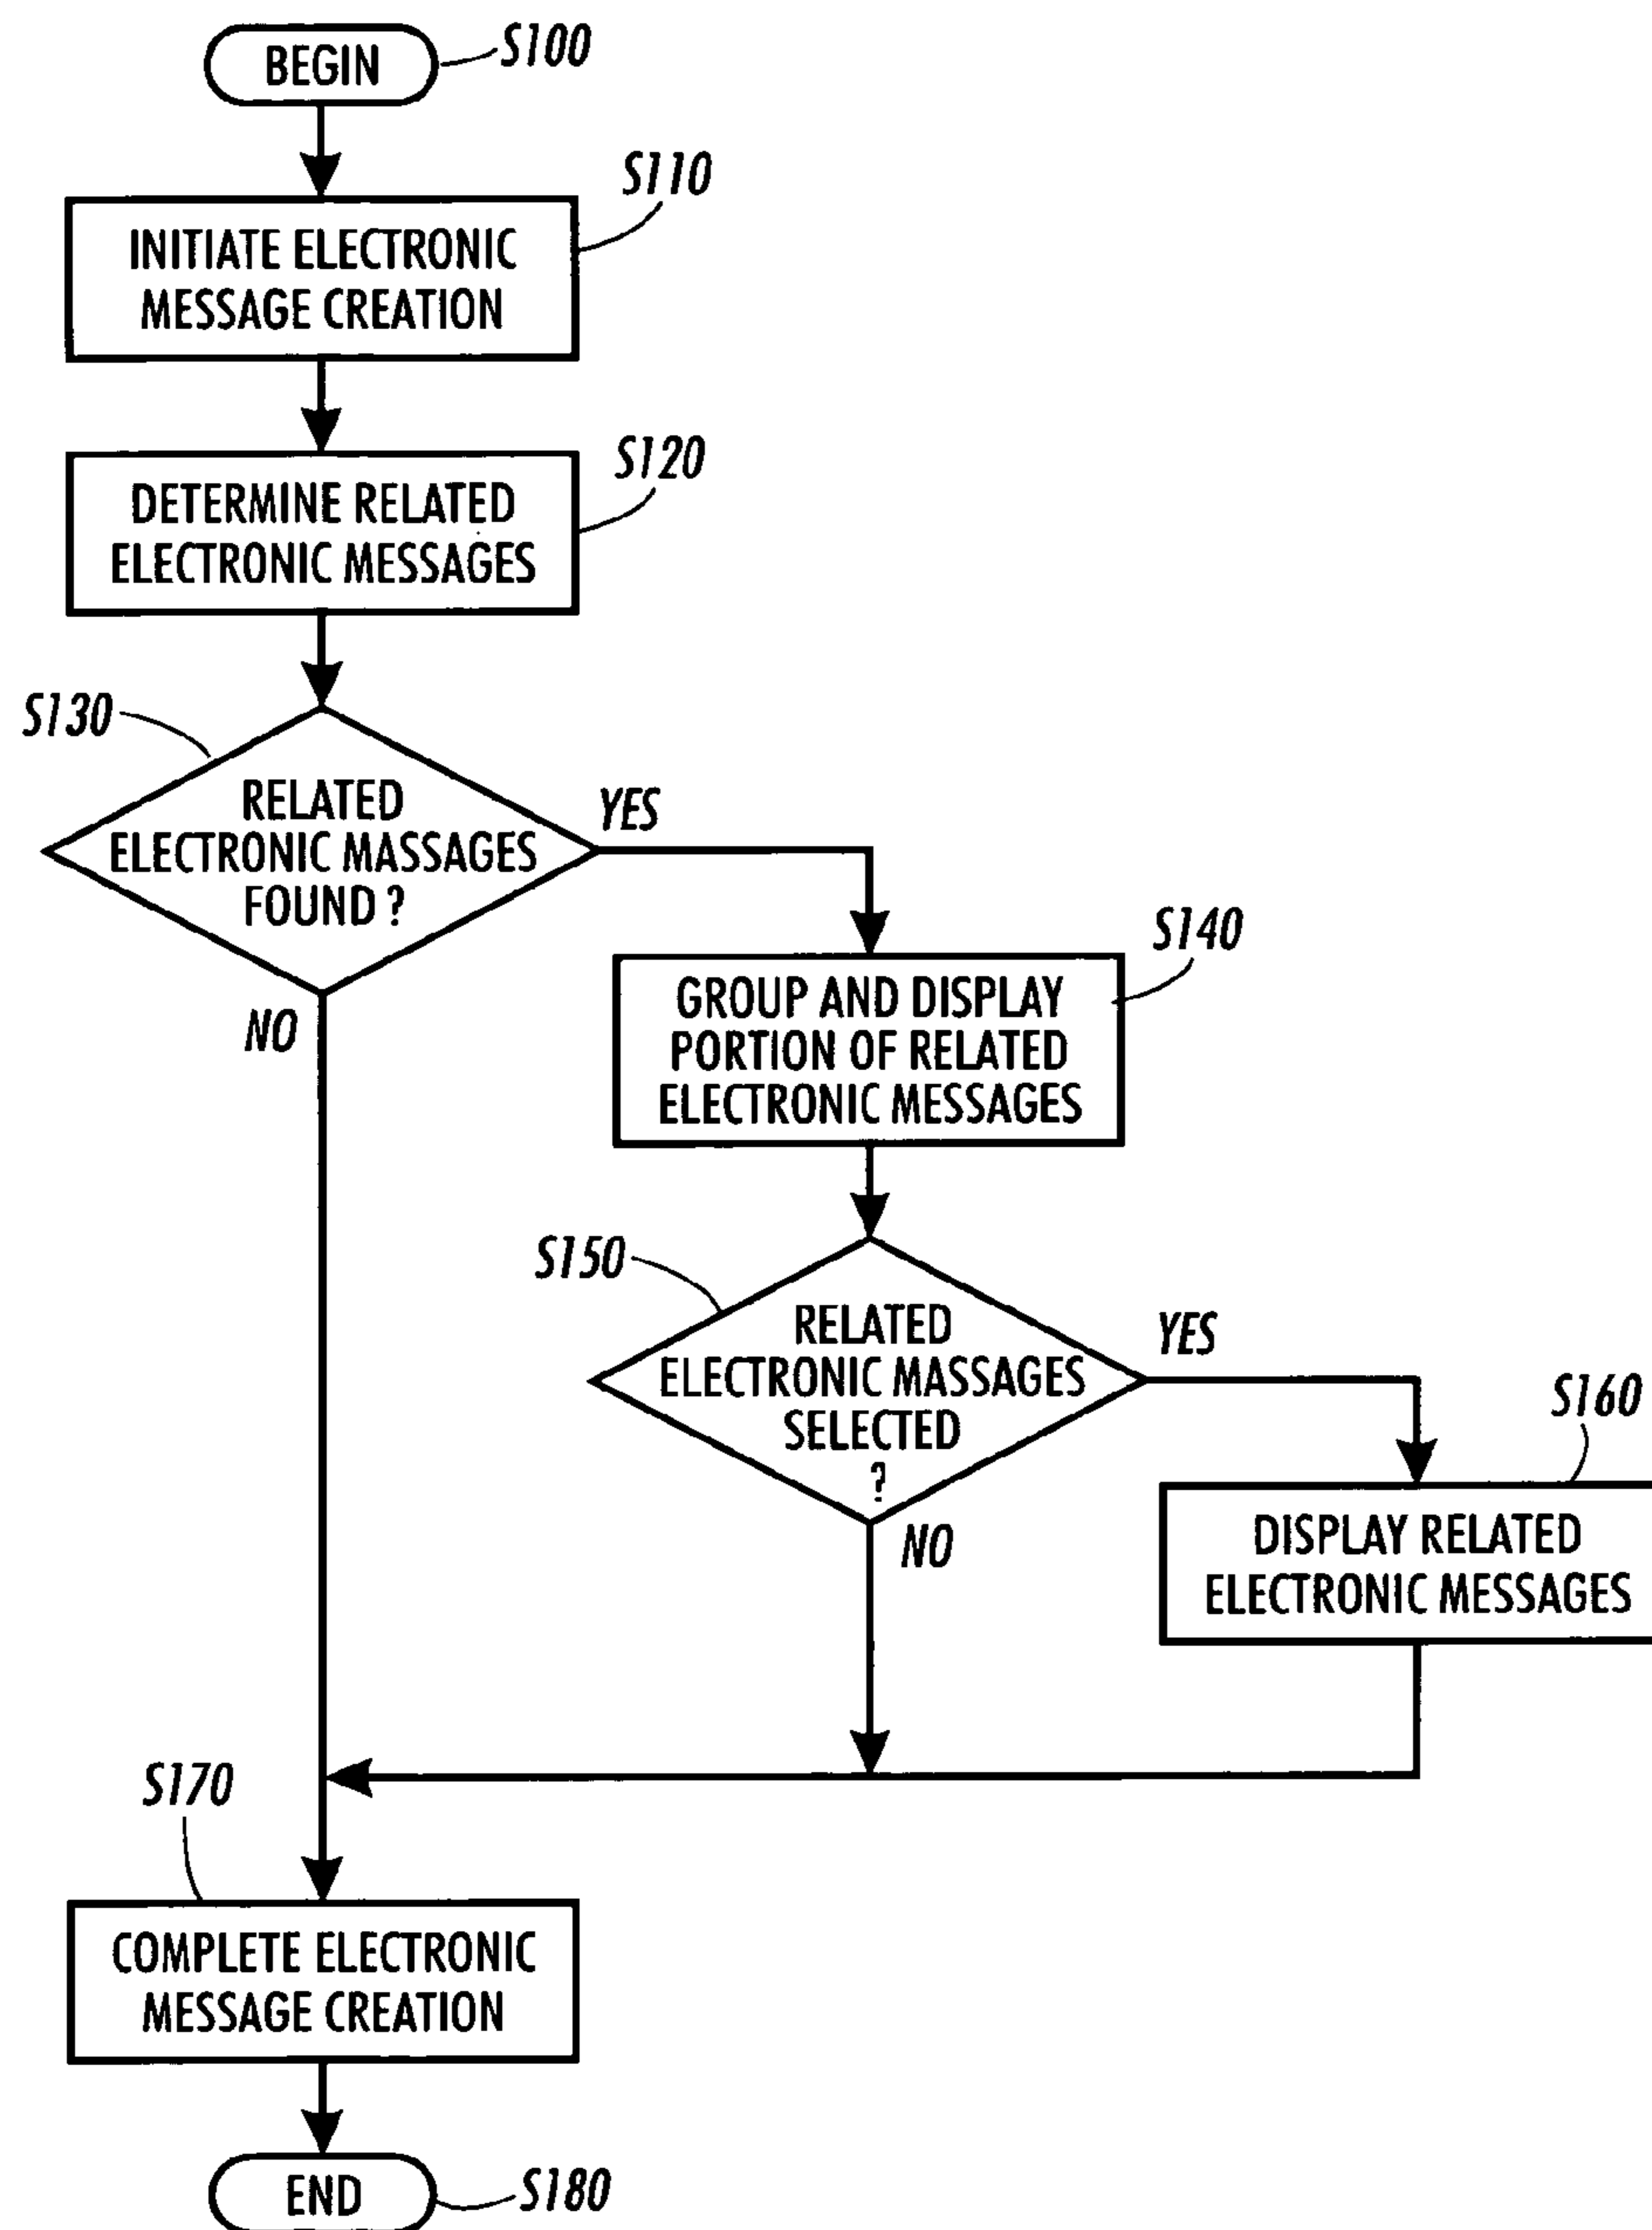 BEGIN
S100
S110
INITIATE ELECTRONIC
MESSAGE CREATION
S120
DETERMINE RELATED
ELECTRONIC MESSAGES
S130
RELATED
ELECTRONIC MASSAGES
FOUND ?
YES
NO
S140
GROUP AND DISPLAY
PORTION OF RELATED
ELECTRONIC MESSAGES
S150
RELATED
ELECTRONIC MASSAGES
SELECTED
?
YES
NO
S160
DISPLAY RELATED
ELECTRONIC MESSAGES
S170
COMPLETE ELECTRONIC
MESSAGE CREATION
END
S180